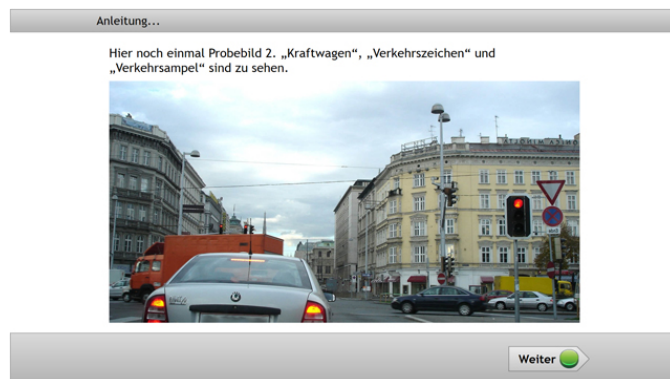 Anleitung...
Hier noch einmal Probebild 2. „Kraftwagen“, „Verkehrszeichen“ und
„Verkehrsampel“ sind zu sehen.
Weiter